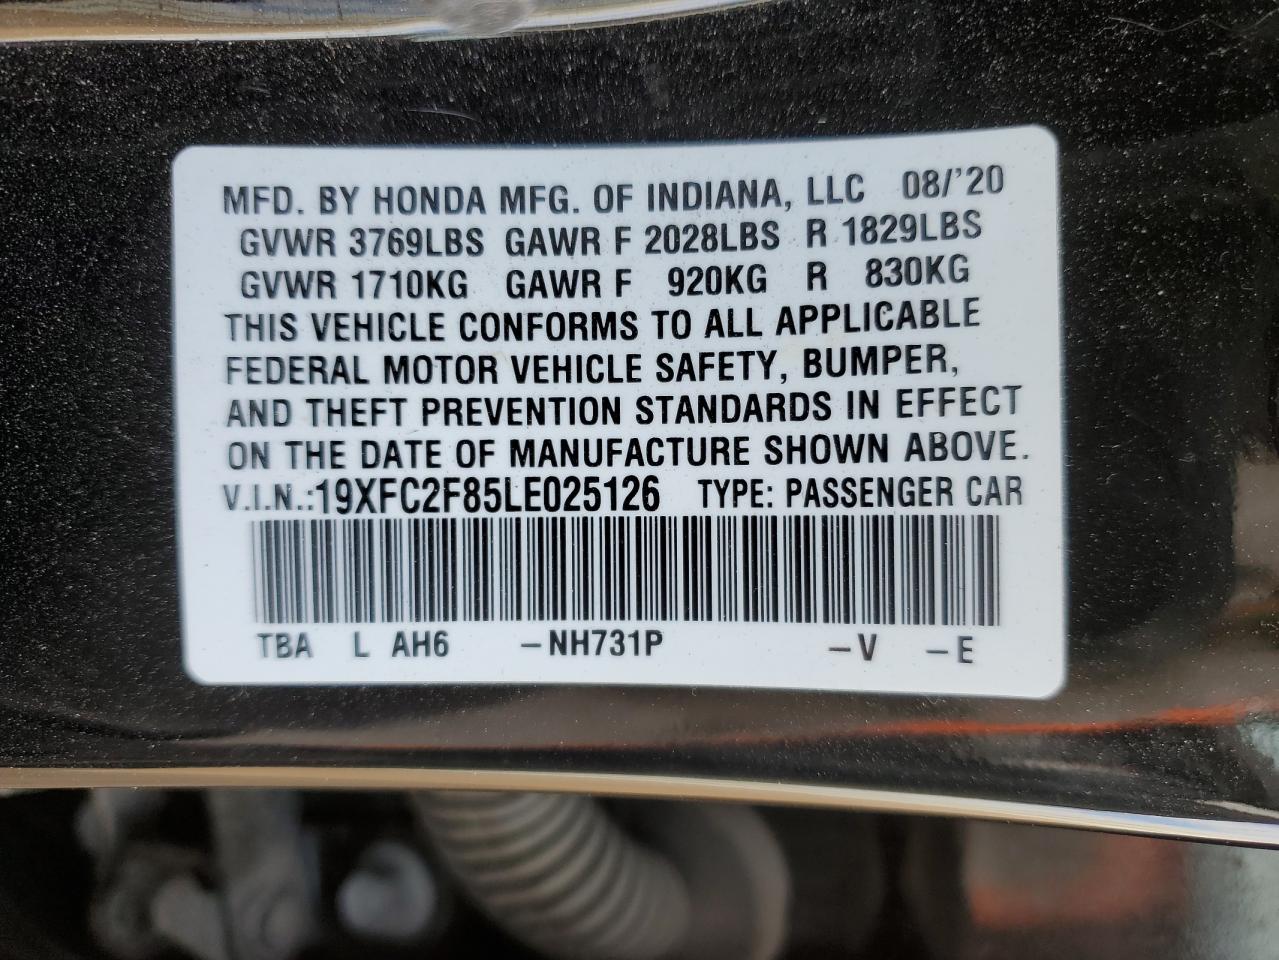 MFD. BY HONDA MFG. OF INDIANA, LLC 08/'20
GVWR 3769LBS GAWR F 2028LBS R 1829LBS
GVWR 1710KG GAWR F 920KG R 830KG
THIS VEHICLE CONFORMS TO ALL APPLICABLE
FEDERAL MOTOR VEHICLE SAFETY, BUMPER,
AND THEFT PREVENTION STANDARDS IN EFFECT
ON THE DATE OF MANUFACTURE SHOWN ABOVE.
V.I.N.:19XFC2F85LE025126 TYPE: PASSENGER CAR
TBA L AH6 -NH731P -V -E